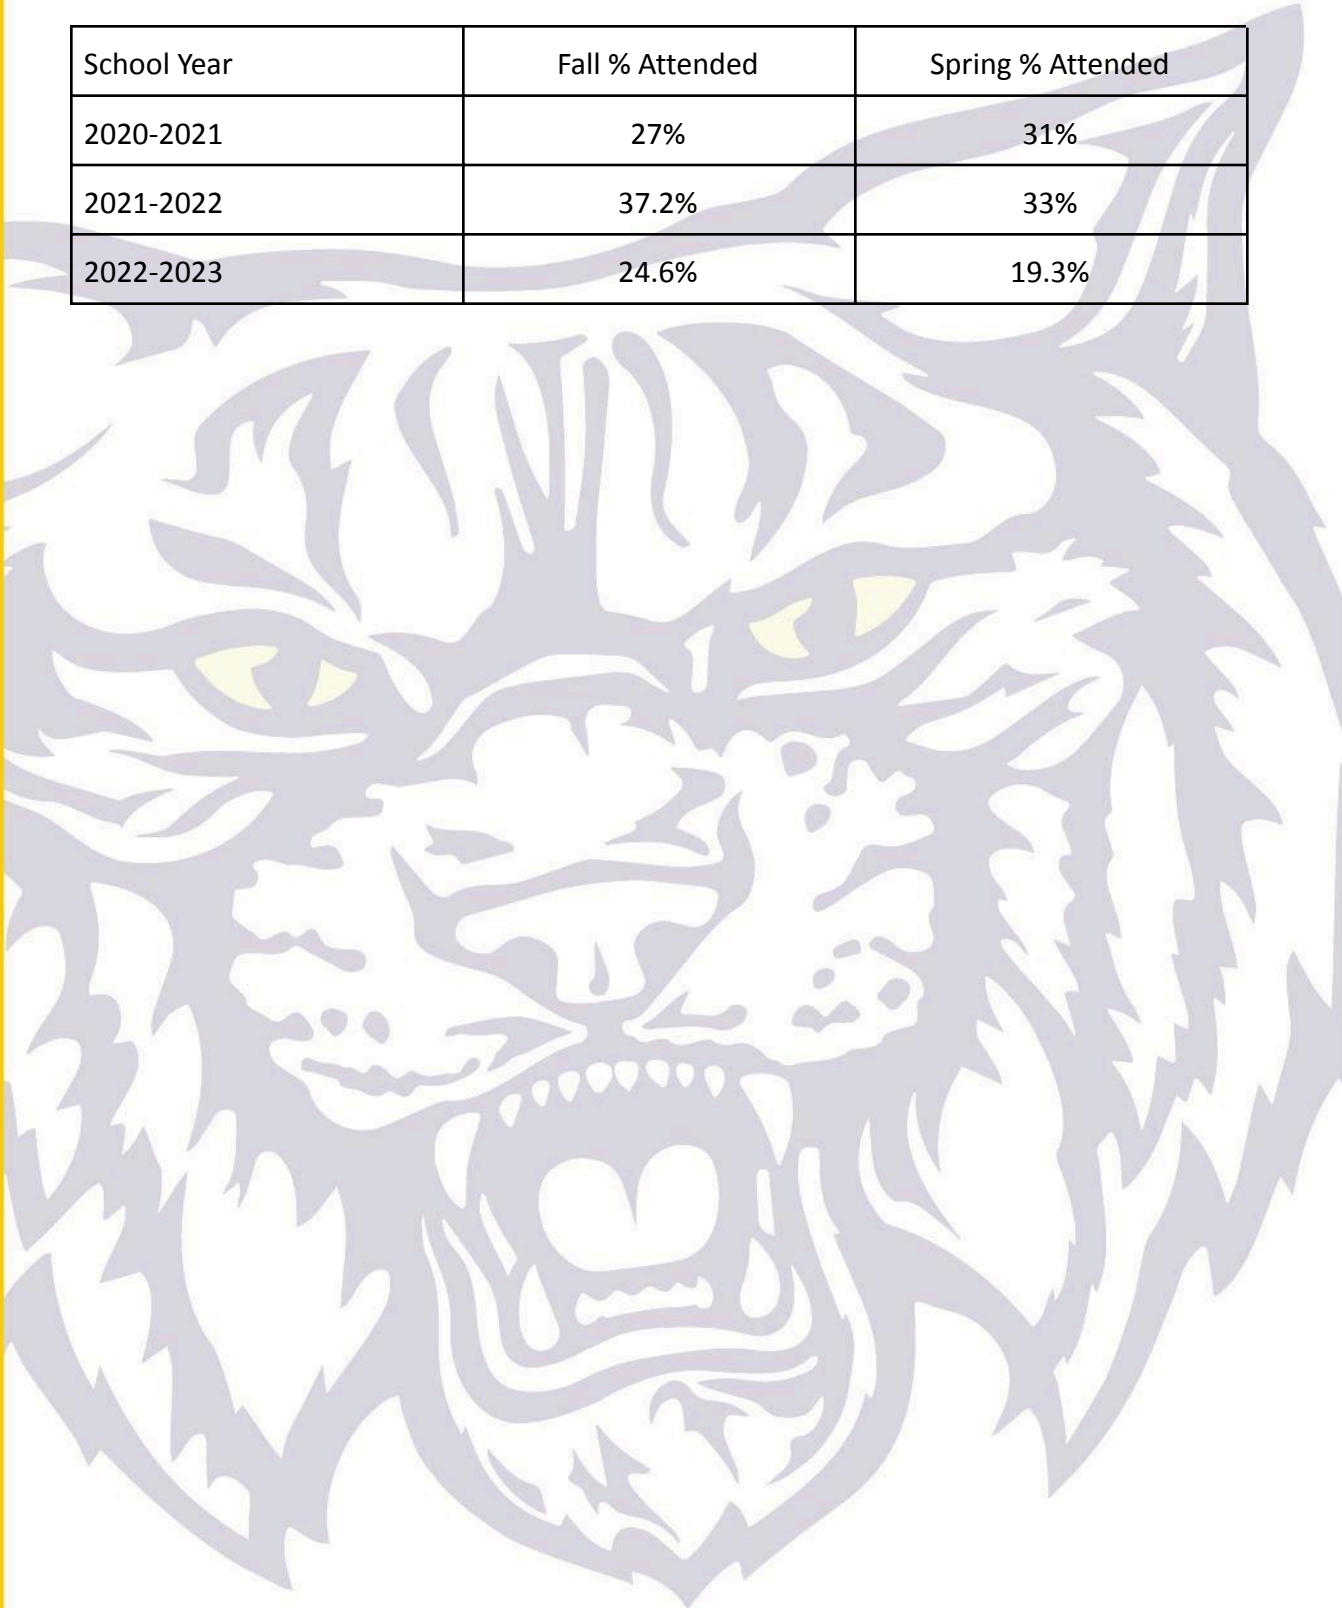 School Year Fall % Attended Spring % Attended
2020-2021 27% 31%
2021-2022 37.2% 33%
2022-2023 24.6% 19.3%